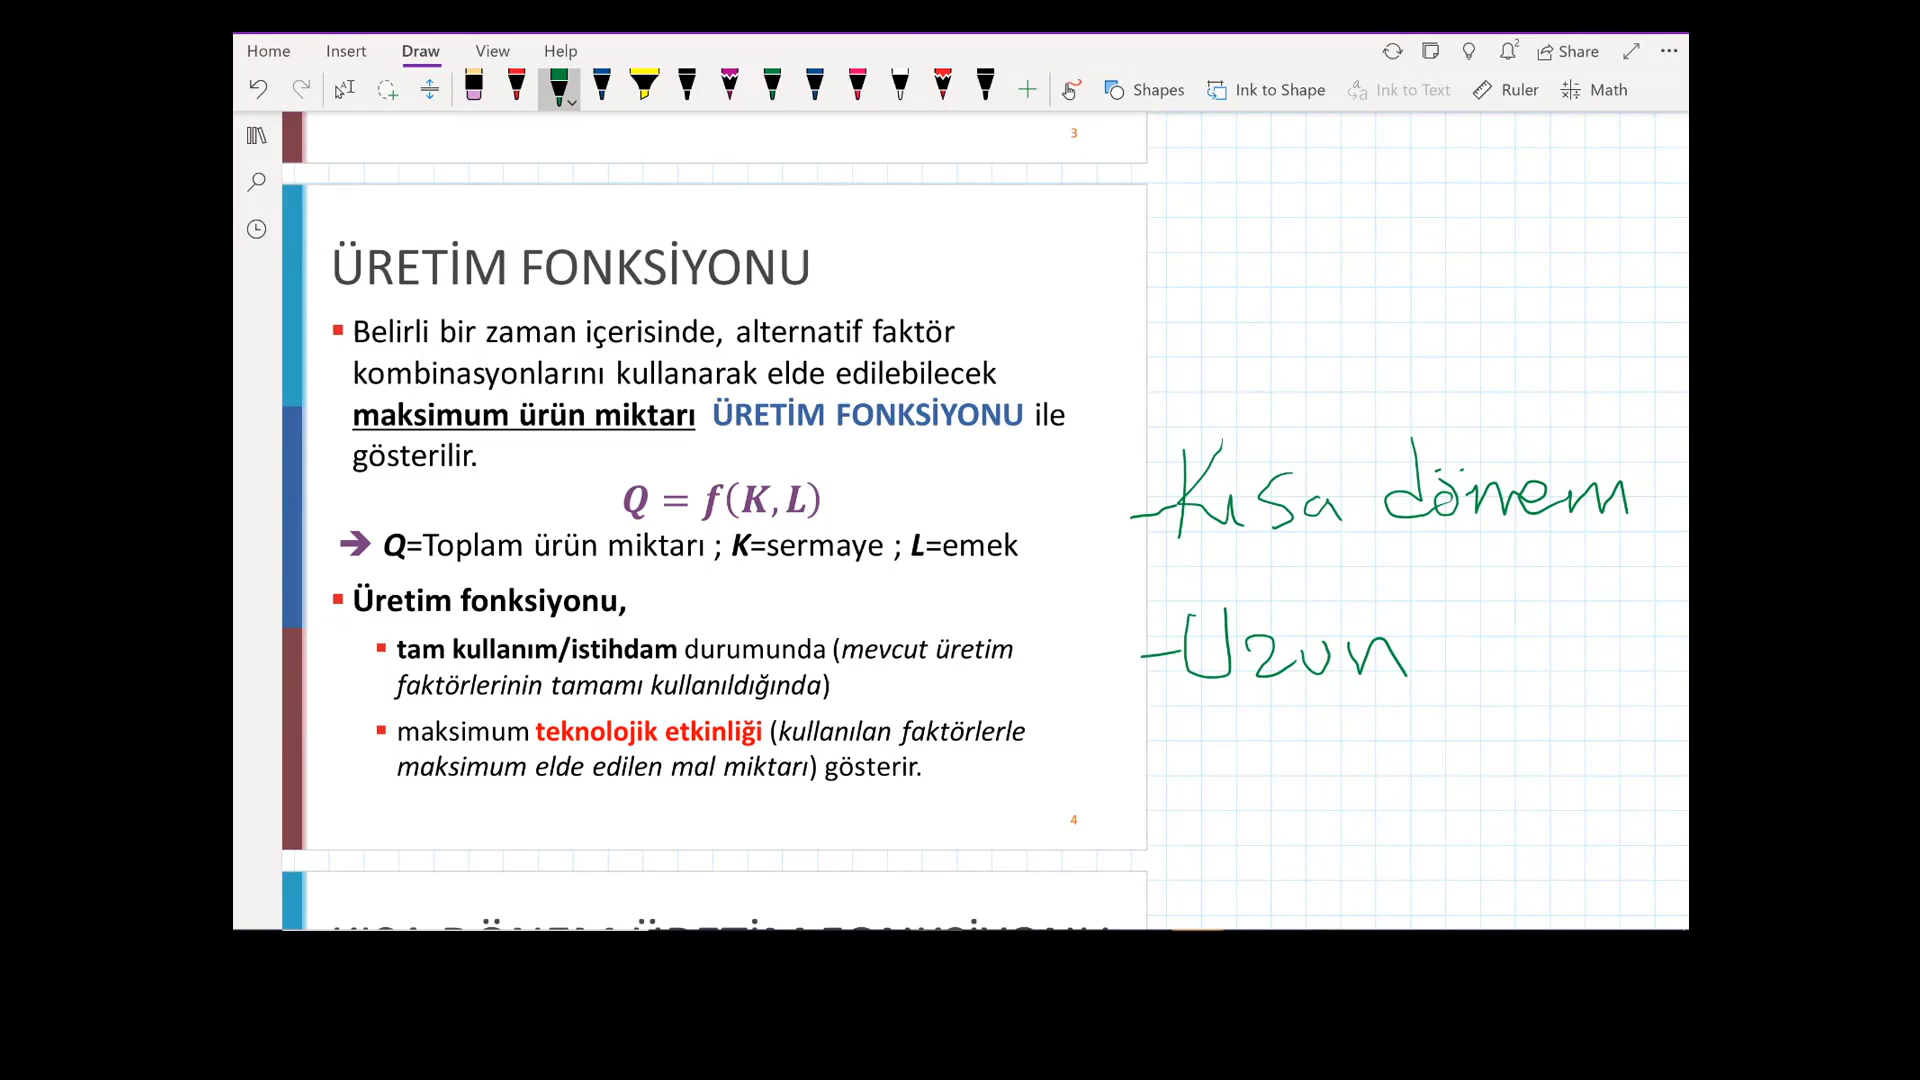 Home Insert Draw View Help
2 Share
Shapes Ink to Shape Ink to Text Ruler Math
3
ÜRETİM FONKSİYONU
Belirli bir zaman içerisinde, alternatif faktör
kombinasyonlarını kullanarak elde edilebilecek
maksimum ürün miktarı ÜRETİM FONKSİYONU ile
gösterilir.
Q = f(K, L)
Q=Toplam ürün miktarı ; K=sermaye ; L=emek
Üretim fonksiyonu,
tam kullanım/istihdam durumunda (mevcut üretim
faktörlerinin tamamı kullanıldığında)
maksimum teknolojik etkinliği (kullanılan faktörlerle
maksimum elde edilen mal miktarı) gösterir.
4
-Kısa dönem
-Uzun